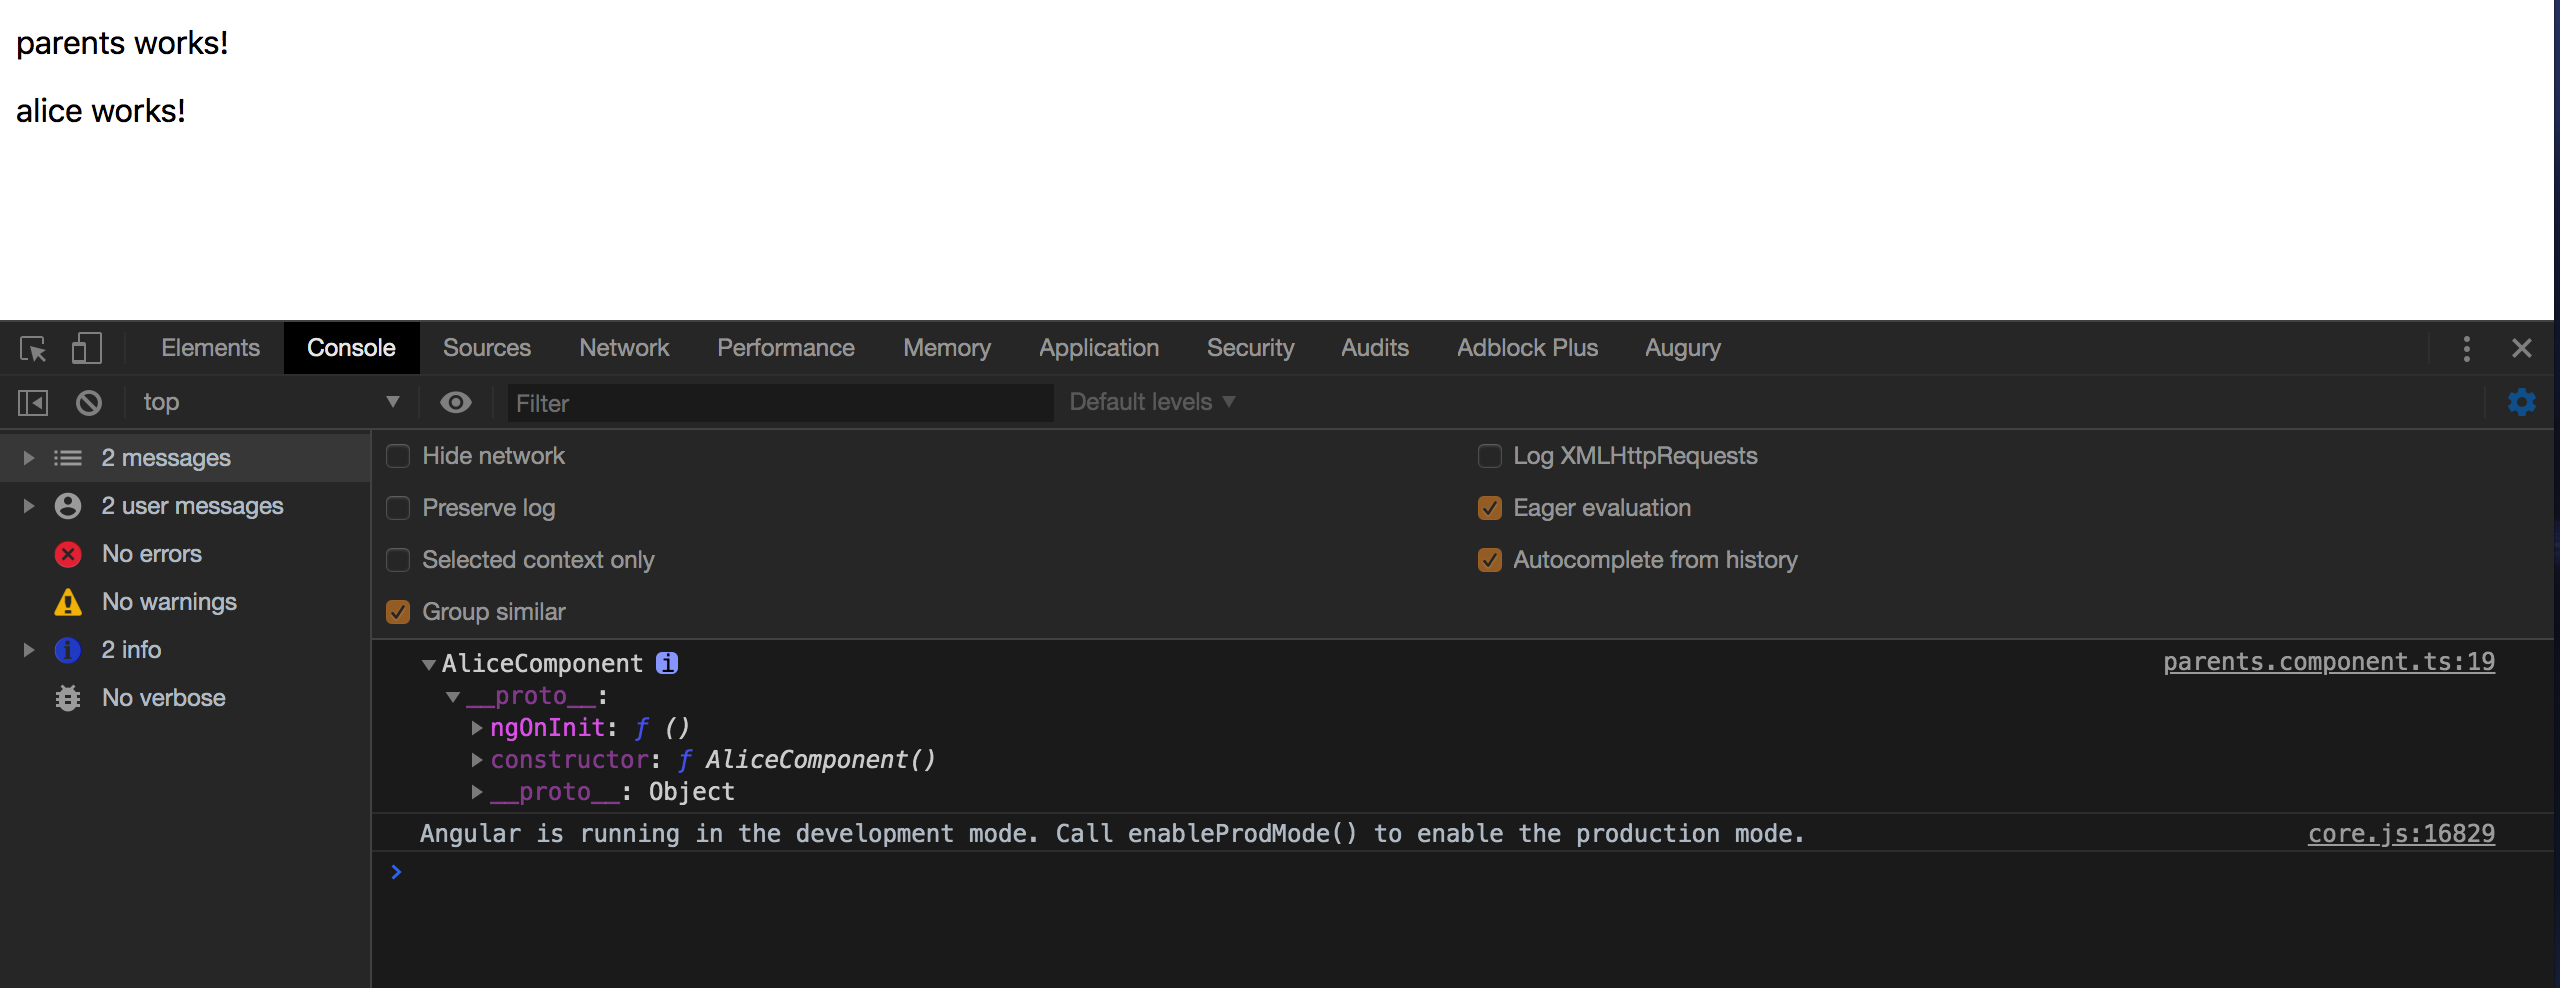 parents works!
alice works!
Elements Console Sources Network Performance Memory Application Security Audits Adblock Plus Augury
top Filter Default levels
2 messages
2 user messages
No errors
No warnings
2 info
No verbose
Hide network Log XMLHttpRequests
Preserve log Eager evaluation
Selected context only Autocomplete from history
Group similar
AliceComponent i parents.component.ts:19
__proto__:
ngOnInit: ƒ ()
constructor: ƒ AliceComponent()
__proto__: Object
Angular is running in the development mode. Call enableProdMode() to enable the production mode. core.js:16829